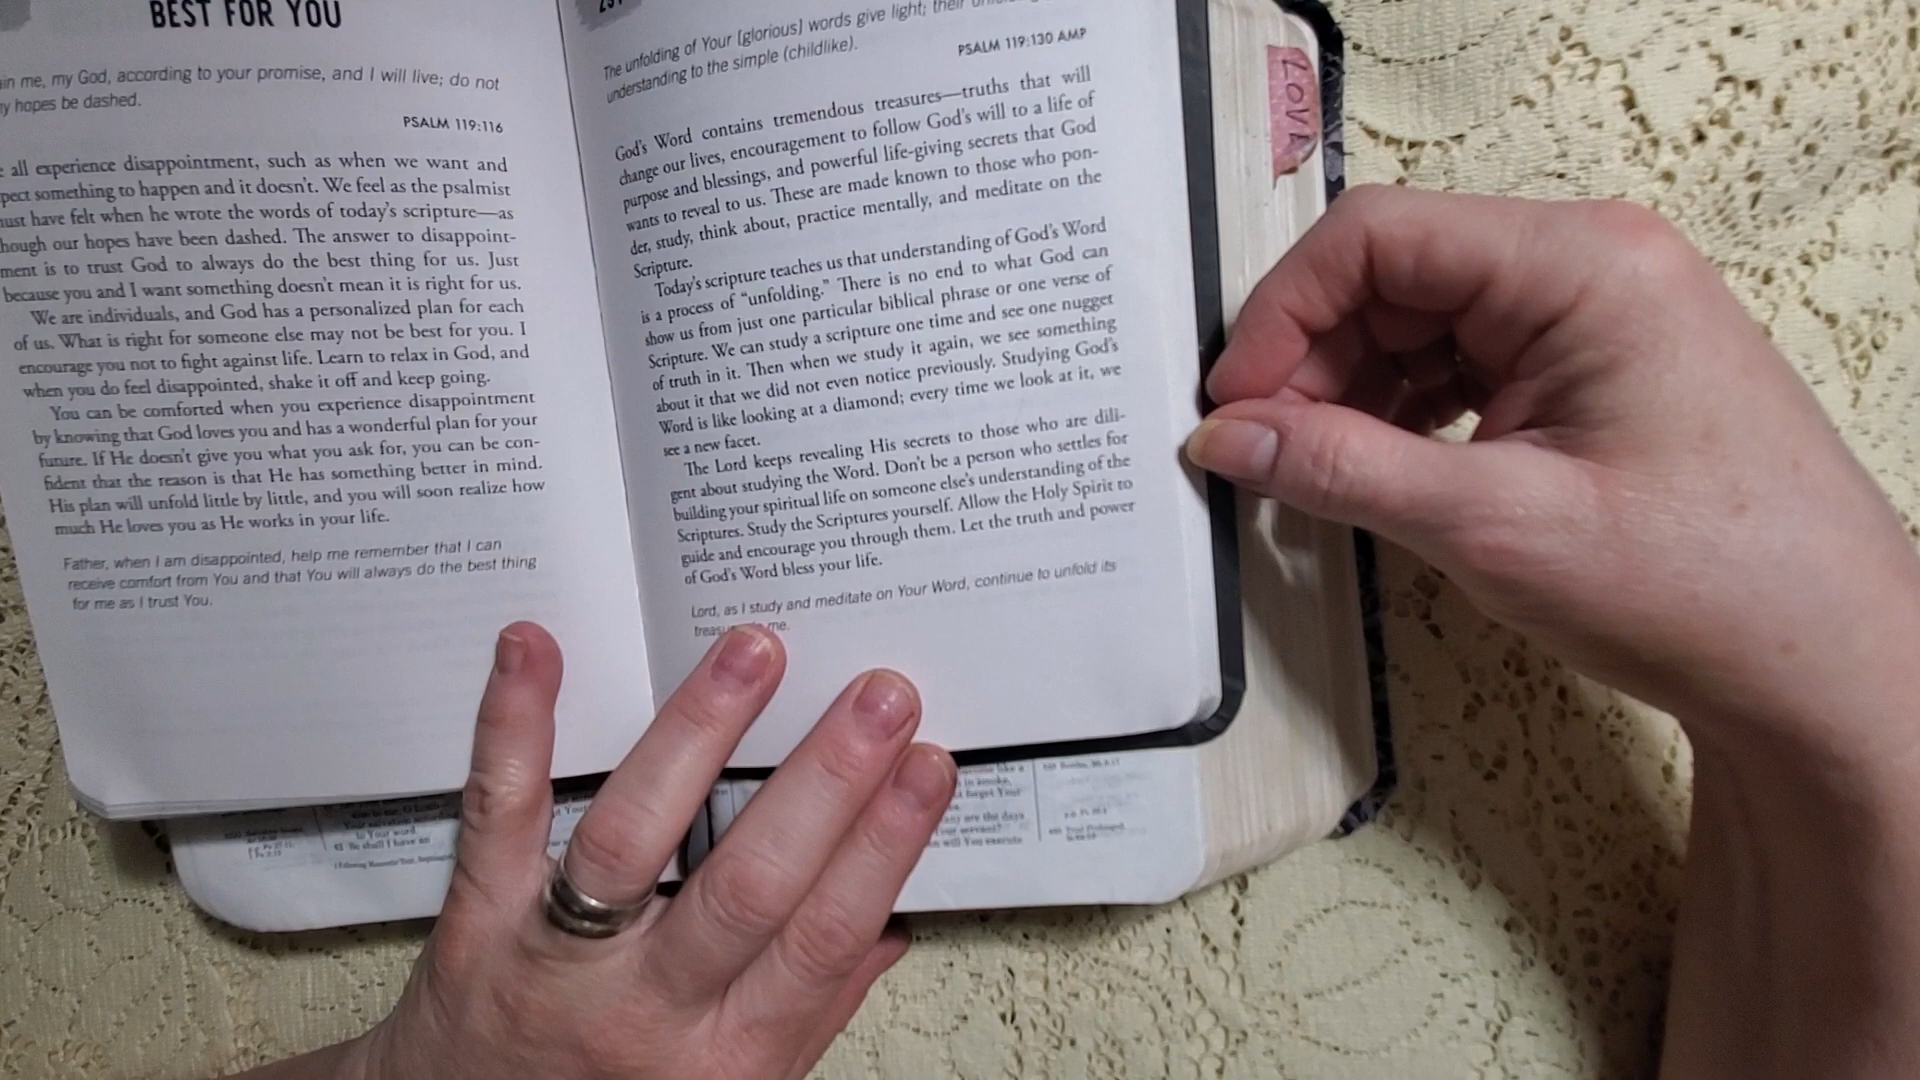 BEST FOR YOU
me, my God, according to your promise, and I will live; do not
hopes be dashed.
PSALM 119:116
all experience disappointment, such as when we want and
something to happen and it doesn't. We feel as the psalmist
have felt when he wrote the words of today's scripture—as
our hopes have been dashed. The answer to disappoint-
ment is to trust God to always do the best thing for us. Just
because you and I want something doesn't mean it is right for us.
We are individuals, and God has a personalized plan for each
of us. What is right for someone else may not be best for you. I
encourage you not to fight against life. Learn to relax in God, and
when you do feel disappointed, shake it off and keep going.
You can be comforted when you experience disappointment
by knowing that God loves you and has a wonderful plan for your
future. If He doesn't give you what you ask for, you can be con-
fident that the reason is that He has something better in mind.
His plan will unfold little by little, and you will soon realize how
much He loves you as He works in your life.
Father, when I am disappointed, help me remember that I can
receive comfort from You and that You will always do the best thing
for me as I trust You.
The unfolding of Your [glorious] words give light; their
understanding to the simple (childlike).
PSALM 119:130 AMP
God's Word contains tremendous treasures—truths that will
change our lives, encouragement to follow God's will to a life of
purpose and blessings, and powerful life-giving secrets that God
wants to reveal to us. These are made known to those who pon-
der, study, think about, practice mentally, and meditate on the
Scripture.
Today's scripture teaches us that understanding of God's Word
is a process of "unfolding." There is no end to what God can
show us from just one particular biblical phrase or one verse of
Scripture. We can study a scripture one time and see one nugget
of truth in it. Then when we study it again, we see something
about it that we did not even notice previously. Studying God's
Word is like looking at a diamond; every time we look at it, we
see a new facet.
The Lord keeps revealing His secrets to those who are dili-
gent about studying the Word. Don't be a person who settles for
building your spiritual life on someone else's understanding of the
Scriptures. Study the Scriptures yourself. Allow the Holy Spirit to
guide and encourage you through them. Let the truth and power
of God's Word bless your life.
Lord, as I study and meditate on Your Word, continue to unfold its
me.
LOVE
to Your word.
He shall I have an
forget Your
are the days
will You execute